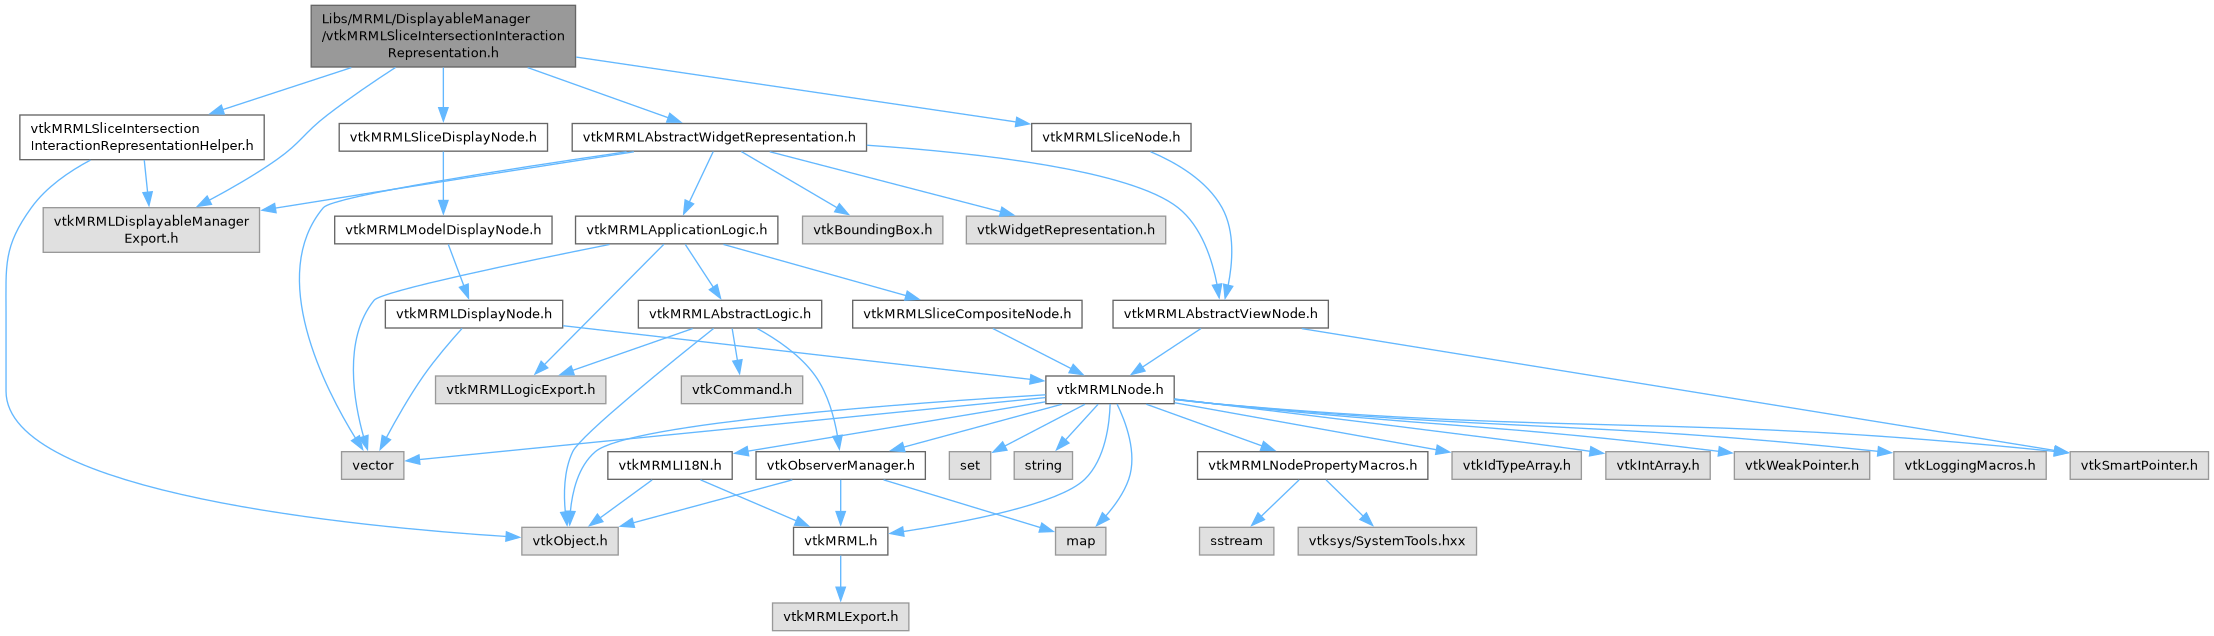 Libs/MRML/DisplayableManager
/vtkMRMLSliceIntersectionInteraction
Representation.h
vtkMRMLSliceIntersection
InteractionRepresentationHelper.h
vtkMRMLSliceDisplayNode.h
vtkMRMLAbstractWidgetRepresentation.h
vtkMRMLSliceNode.h
vtkMRMLDisplayableManager
Export.h
vtkMRMLModelDisplayNode.h
vtkMRMLApplicationLogic.h
vtkBoundingBox.h
vtkWidgetRepresentation.h
vtkMRMLDisplayNode.h
vtkMRMLAbstractLogic.h
vtkMRMLSliceCompositeNode.h
vtkMRMLAbstractViewNode.h
vtkMRMLLogicExport.h
vtkCommand.h
vtkMRMLNode.h
vector
vtkMRMLI18N.h
vtkObserverManager.h
set
string
vtkMRMLNodePropertyMacros.h
vtkIdTypeArray.h
vtkIntArray.h
vtkWeakPointer.h
vtkLoggingMacros.h
vtkSmartPointer.h
vtkObject.h
vtkMRML.h
map
sstream
vtksys/SystemTools.hxx
vtkMRMLExport.h